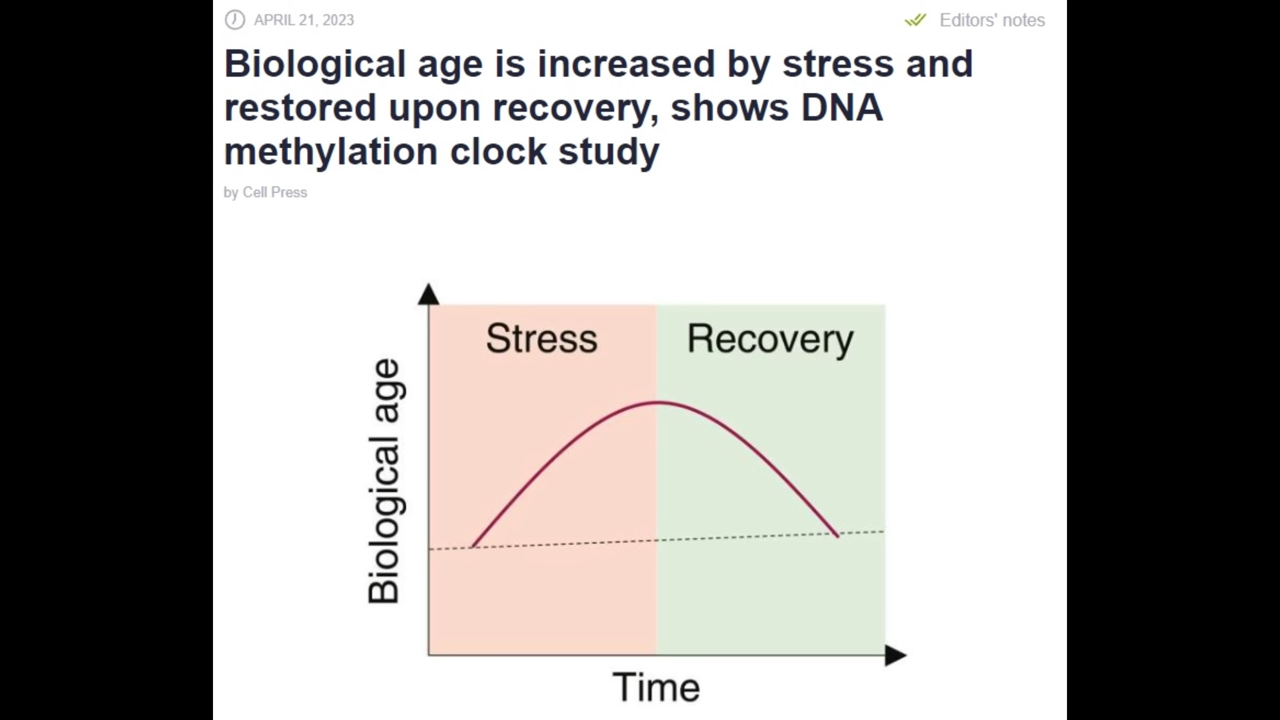 APRIL 21, 2023
Editors' notes
Biological age is increased by stress and
restored upon recovery, shows DNA
methylation clock study
by Cell Press
Stress
Recovery
Biological age
Time